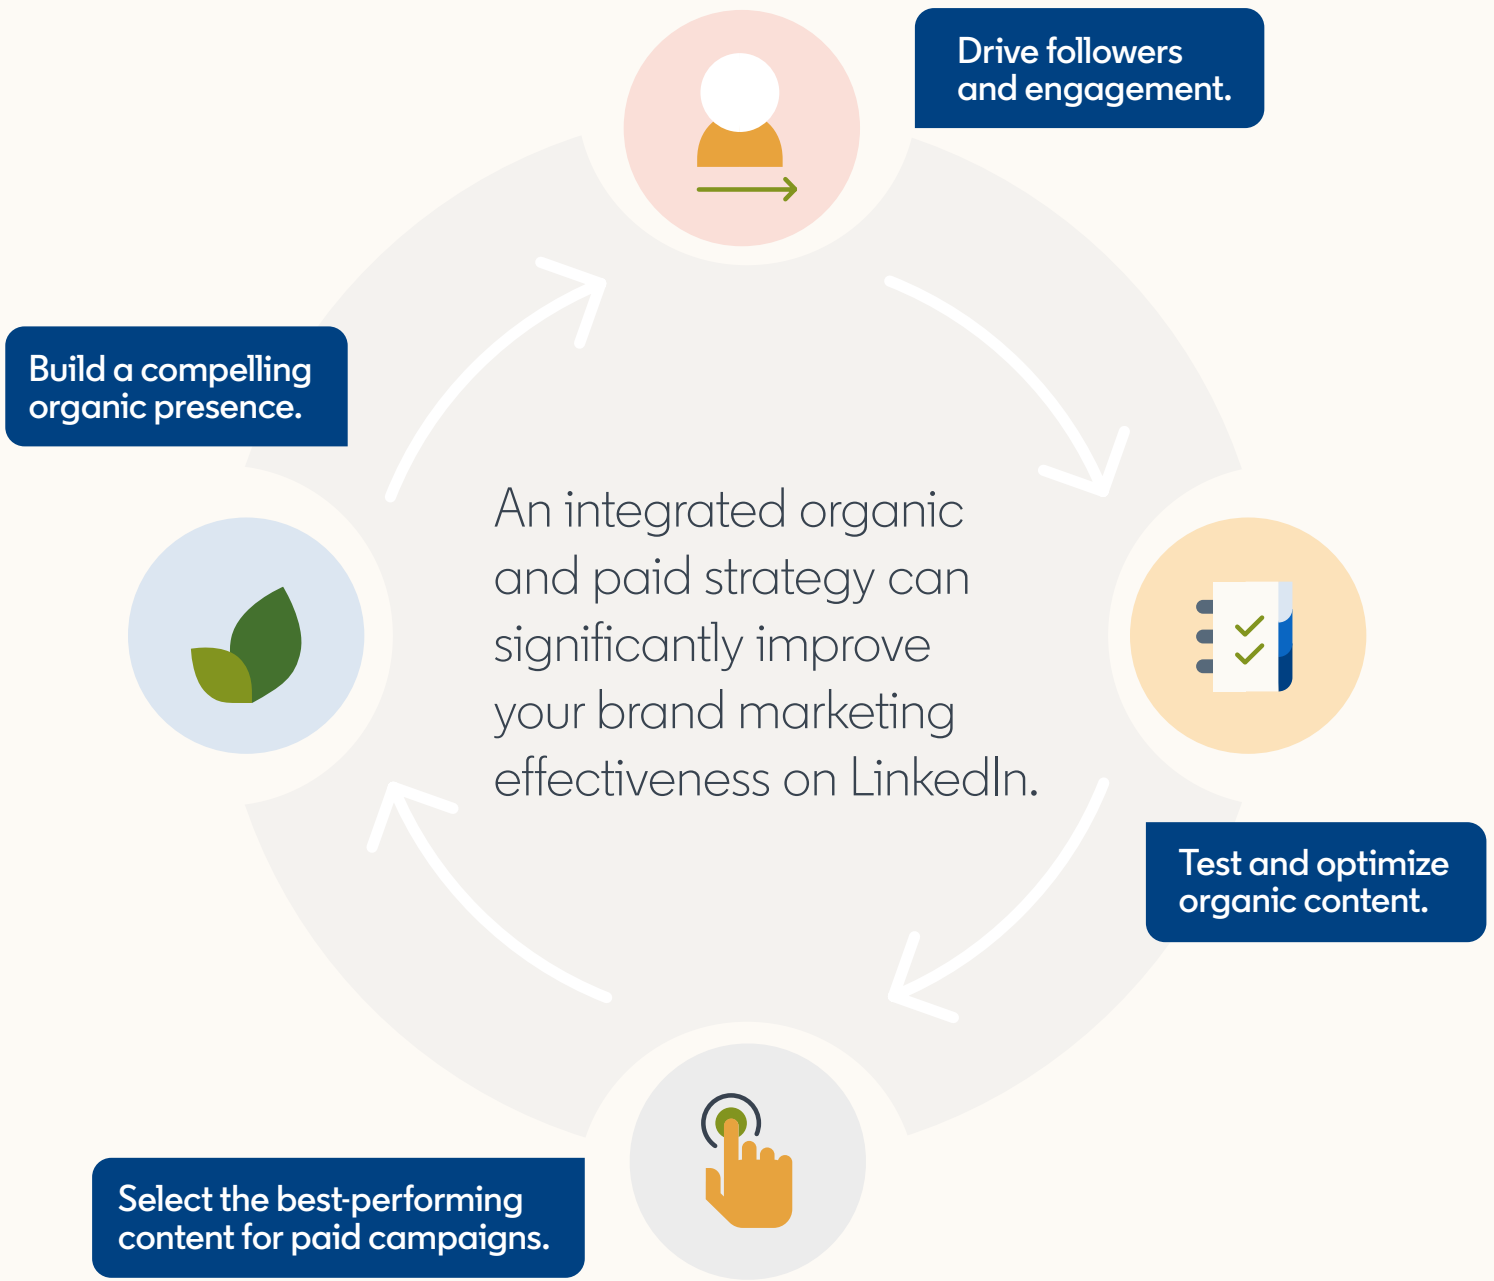 Drive followers
and engagement.
Build a compelling
organic presence.
An integrated organic
and paid strategy can
significantly improve
your brand marketing
effectiveness on LinkedIn.
Test and optimize
organic content.
Select the best-performing
content for paid campaigns.